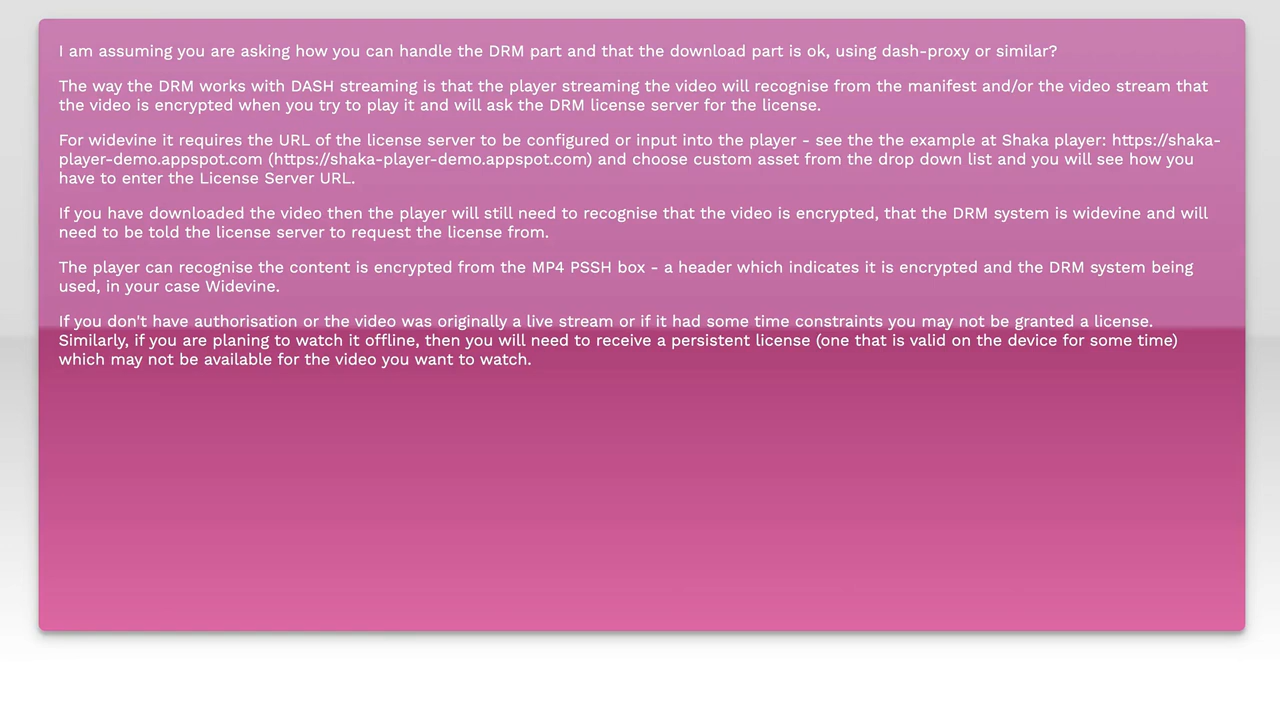 I am assuming you are asking how you can handle the DRM part and that the download part is ok, using dash-proxy or similar?
The way the DRM works with DASH streaming is that the player streaming the video will recognise from the manifest and/or the video stream that
the video is encrypted when you try to play it and will ask the DRM license server for the license.
For widevine it requires the URL of the license server to be configured or input into the player - see the the example at Shaka player: https://shaka-
player-demo.appspot.com (https://shaka-player-demo.appspot.com) and choose custom asset from the drop down list and you will see how you
have to enter the License Server URL.
If you have downloaded the video then the player will still need to recognise that the video is encrypted, that the DRM system is widevine and will
need to be told the license server to request the license from.
The player can recognise the content is encrypted from the MP4 PSSH box - a header which indicates it is encrypted and the DRM system being
used, in your case Widevine.
If you don't have authorisation or the video was originally a live stream or if it had some time constraints you may not be granted a license.
Similarly, if you are planing to watch it offline, then you will need to receive a persistent license (one that is valid on the device for some time)
which may not be available for the video you want to watch.